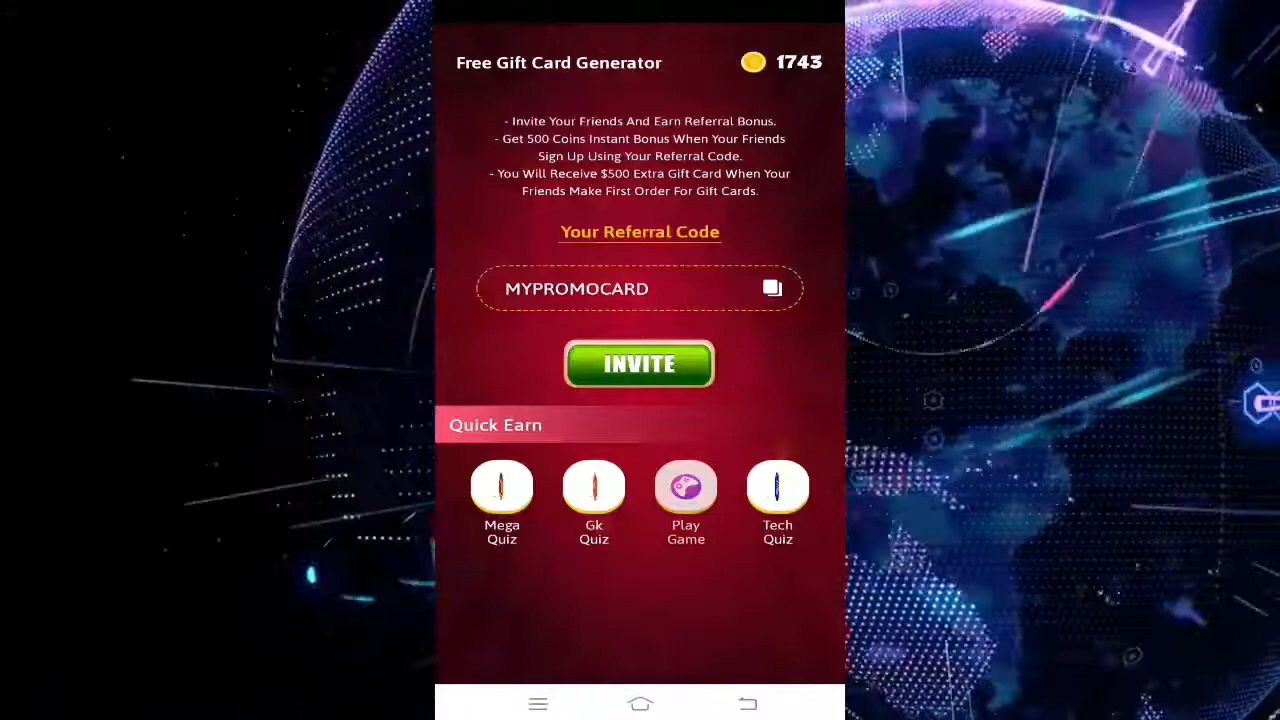 Free Gift Card Generator
1743
- Invite Your Friends And Earn Referral Bonus.
- Get 500 Coins Instant Bonus When Your Friends
Sign Up Using Your Referral Code.
- You Will Receive $500 Extra Gift Card When Your
Friends Make First Order For Gift Cards.
Your Referral Code
MYPROMOCARD
INVITE
Quick Earn
Mega
Quiz
Gk
Quiz
Play
Game
Tech
Quiz